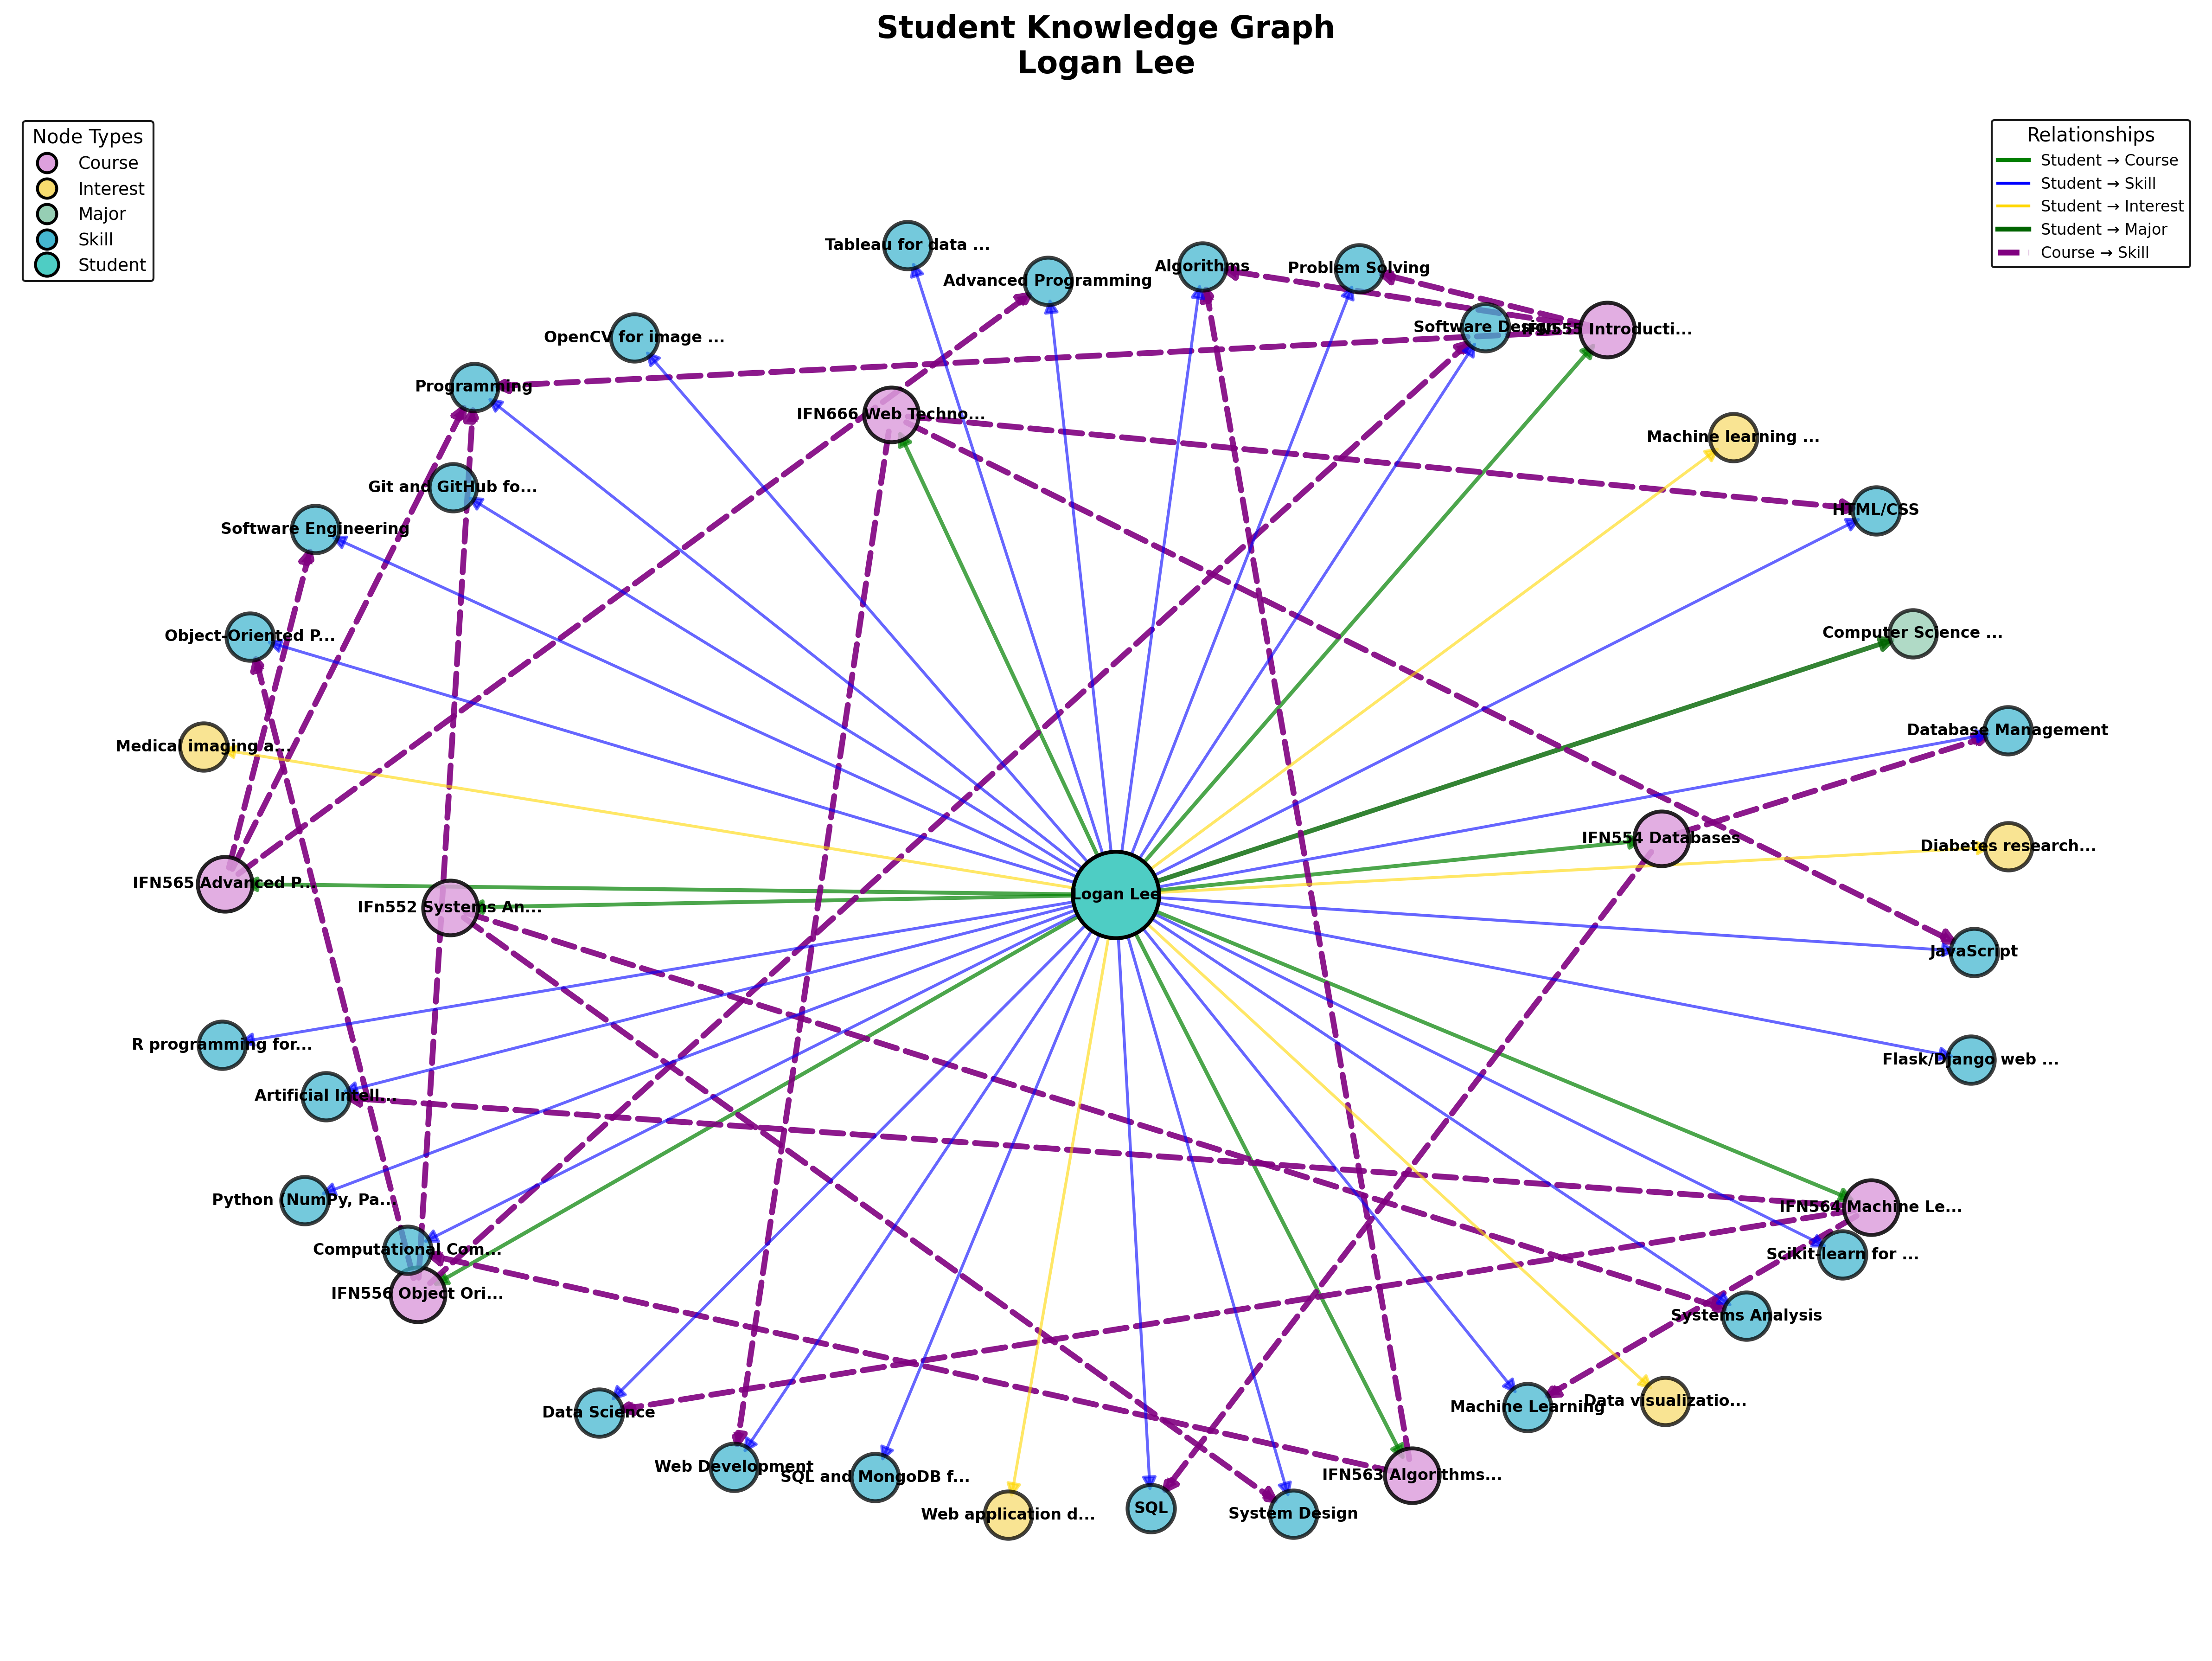 Student Knowledge Graph
Logan Lee
Node Types
Course
Interest
Major
Skill
Student
Relationships
Student → Course
Student → Skill
Student → Interest
Student → Major
Course → Skill
Tableau for data ...
Advanced Programming
Algorithms
Problem Solving
Software Design
IFN555 Introducti...
OpenCV for image ...
Programming
IFN666 Web Techno...
Machine learning ...
Git and GitHub fo...
HTML/CSS
Software Engineering
Object-Oriented P...
Computer Science ...
Database Management
Medical imaging a...
IFN554 Databases
Diabetes research...
IFN565 Advanced P...
Logan Lee
IFn552 Systems An...
JavaScript
R programming for...
Flask/Django web ...
Artificial Intell...
Python (NumPy, Pa...
IFN564 Machine Le...
Computational Com...
Scikit-learn for ...
IFN556 Object Ori...
Systems Analysis
Data Science
Machine Learning
Data visualizatio...
Web Development
SQL and MongoDB f...
IFN563 Algorithms...
Web application d...
SQL
System Design